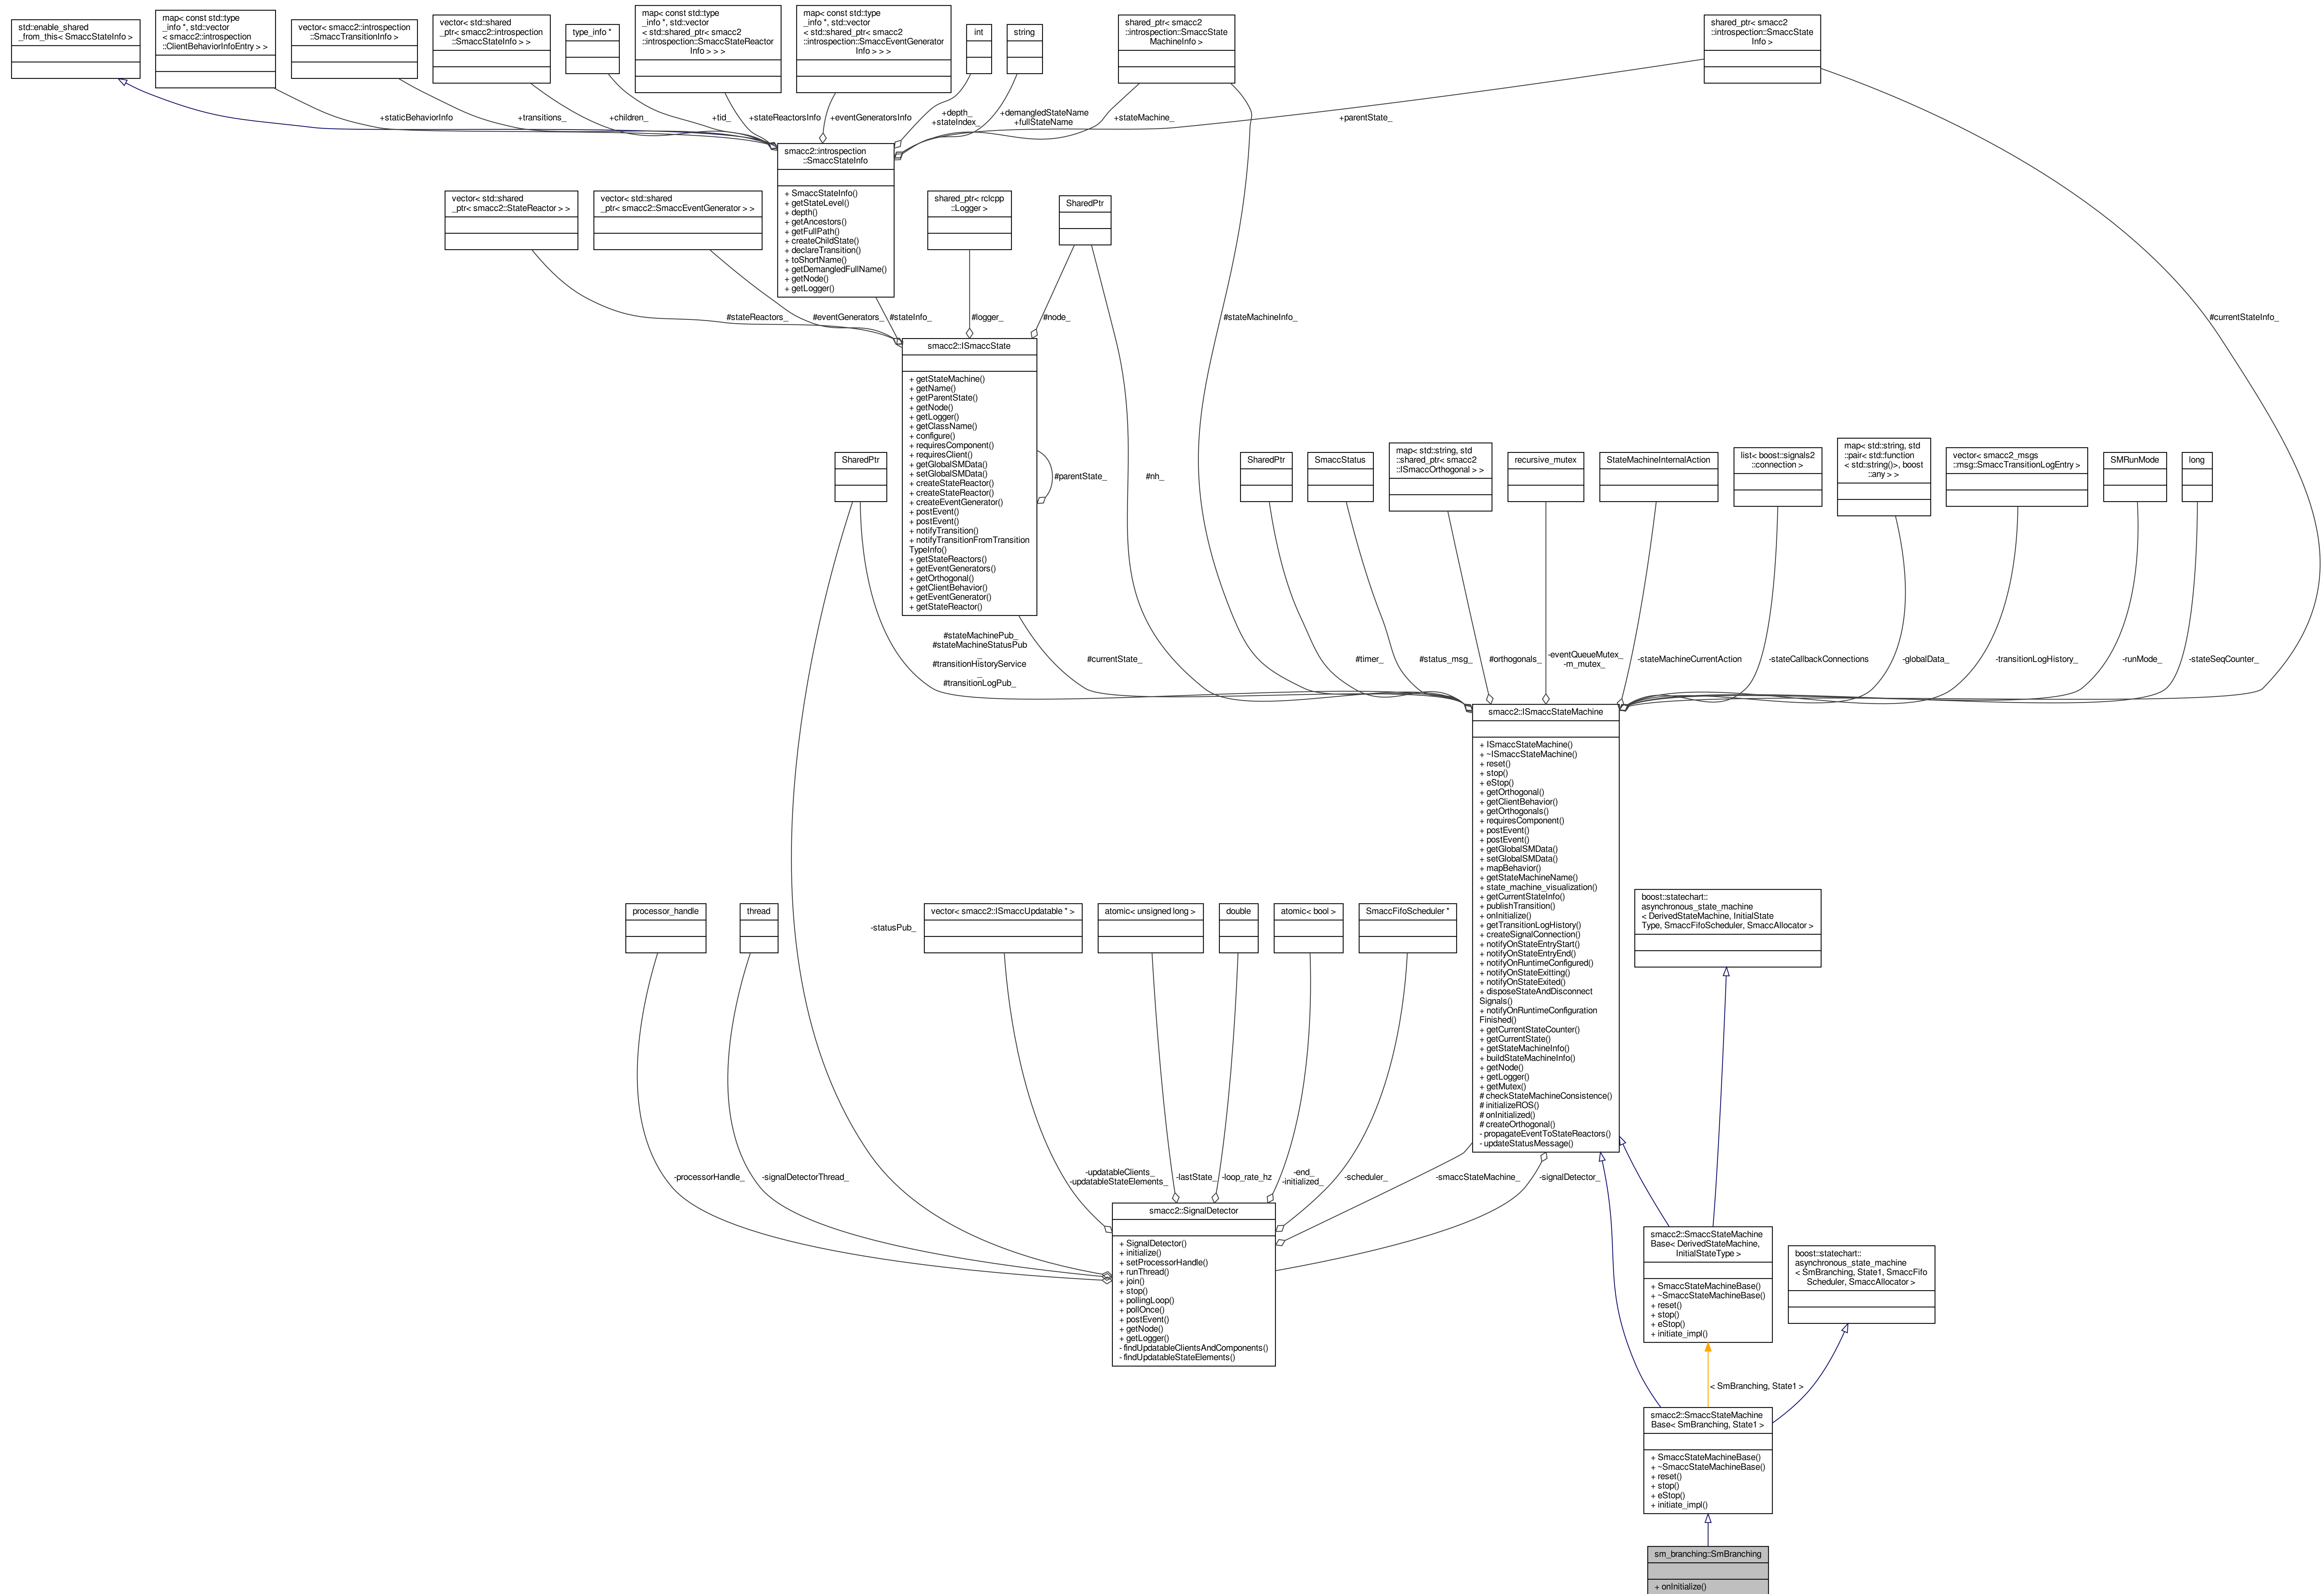 std::enable_shared
_from_this< SmaccStateInfo >
map< const std::type
_info *, std::vector
< smacc2::introspection
::ClientBehaviorInfoEntry > >
vector< smacc2::introspection
::SmaccTransitionInfo >
vector< std::shared
_ptr< smacc2::introspection
::SmaccStateInfo > >
type_info *
map< const std::type
_info *, std::vector
< std::shared_ptr< smacc2
::introspection::SmaccStateReactor
Info > > >
map< const std::type
_info *, std::vector
< std::shared_ptr< smacc2
::introspection::SmaccEventGenerator
Info > > >
int
string
shared_ptr< smacc2
::introspection::SmaccState
MachineInfo >
shared_ptr< smacc2
::introspection::SmaccState
Info >
+staticBehaviorInfo
+transitions_
+children_
+tid_
+stateReactorsInfo
+eventGeneratorsInfo
+depth_
+stateIndex_
+demangledStateName
+fullStateName
+stateMachine_
+parentState_
smacc2::introspection
::SmaccStateInfo
+ SmaccStateInfo()
+ getStateLevel()
+ depth()
+ getAncestors()
+ getFullPath()
+ createChildState()
+ declareTransition()
+ toShortName()
+ getDemangledFullName()
+ getNode()
+ getLogger()
vector< std::shared
_ptr< smacc2::StateReactor > >
vector< std::shared
_ptr< smacc2::SmaccEventGenerator > >
shared_ptr< rclcpp
::Logger >
SharedPtr
#stateReactors_
#eventGenerators_
#stateInfo_
#logger_
#node_
#stateMachineInfo_
#currentStateInfo_
smacc2::ISmaccState
+ getStateMachine()
+ getName()
+ getParentState()
+ getNode()
+ getLogger()
+ getClassName()
+ configure()
+ requiresComponent()
+ requiresClient()
+ getGlobalSMData()
+ setGlobalSMData()
+ createStateReactor()
+ createStateReactor()
+ createEventGenerator()
+ postEvent()
+ postEvent()
+ notifyTransition()
+ notifyTransitionFromTransition
TypeInfo()
+ getStateReactors()
+ getEventGenerators()
+ getOrthogonal()
+ getClientBehavior()
+ getEventGenerator()
+ getStateReactor()
#parentState_
#nh_
SharedPtr
SharedPtr
SmaccStatus
map< std::string, std
::shared_ptr< smacc2
::ISmaccOrthogonal > >
recursive_mutex
StateMachineInternalAction
list< boost::signals2
::connection >
map< std::string, std
::pair< std::function
< std::string()>, boost
::any > >
vector< smacc2_msgs
::msg::SmaccTransitionLogEntry >
SMRunMode
long
#stateMachinePub_
#stateMachineStatusPub
_
#transitionHistoryService
_
#transitionLogPub_
#currentState_
#timer_
#status_msg_
#orthogonals_
-eventQueueMutex_
-m_mutex_
-stateMachineCurrentAction
-stateCallbackConnections
-globalData_
-transitionLogHistory_
-runMode_
-stateSeqCounter_
smacc2::ISmaccStateMachine
+ ISmaccStateMachine()
+ ~ISmaccStateMachine()
+ reset()
+ stop()
+ eStop()
+ getOrthogonal()
+ getClientBehavior()
+ getOrthogonals()
+ requiresComponent()
+ postEvent()
+ postEvent()
+ getGlobalSMData()
+ setGlobalSMData()
+ mapBehavior()
+ getStateMachineName()
+ state_machine_visualization()
+ getCurrentStateInfo()
+ publishTransition()
+ onInitialize()
+ getTransitionLogHistory()
+ createSignalConnection()
+ notifyOnStateEntryStart()
+ notifyOnStateEntryEnd()
+ notifyOnRuntimeConfigured()
+ notifyOnStateExitting()
+ notifyOnStateExited()
+ disposeStateAndDisconnect
Signals()
+ notifyOnRuntimeConfiguration
Finished()
+ getCurrentStateCounter()
+ getCurrentState()
+ getStateMachineInfo()
+ buildStateMachineInfo()
+ getNode()
+ getLogger()
+ getMutex()
# checkStateMachineConsistence()
# initializeROS()
# onInitialized()
# createOrthogonal()
- propagateEventToStateReactors()
- updateStatusMessage()
boost::statechart::
asynchronous_state_machine
< DerivedStateMachine, InitialState
Type, SmaccFifoScheduler, SmaccAllocator >
processor_handle
thread
-statusPub_
vector< smacc2::ISmaccUpdatable * >
atomic< unsigned long >
double
atomic< bool >
SmaccFifoScheduler *
-processorHandle_
-signalDetectorThread_
-updatableClients_
-updatableStateElements_
-lastState_
-loop_rate_hz
-end_
-initialized_
-scheduler_
-smaccStateMachine_
-signalDetector_
smacc2::SignalDetector
+ SignalDetector()
+ initialize()
+ setProcessorHandle()
+ runThread()
+ join()
+ stop()
+ pollingLoop()
+ pollOnce()
+ postEvent()
+ getNode()
+ getLogger()
- findUpdatableClientsAndComponents()
- findUpdatableStateElements()
smacc2::SmaccStateMachine
Base< DerivedStateMachine,
InitialStateType >
+ SmaccStateMachineBase()
+ ~SmaccStateMachineBase()
+ reset()
+ stop()
+ eStop()
+ initiate_impl()
boost::statechart::
asynchronous_state_machine
< SmBranching, State1, SmaccFifo
Scheduler, SmaccAllocator >
< SmBranching, State1 >
smacc2::SmaccStateMachine
Base< SmBranching, State1 >
+ SmaccStateMachineBase()
+ ~SmaccStateMachineBase()
+ reset()
+ stop()
+ eStop()
+ initiate_impl()
sm_branching::SmBranching
+ onInitialize()